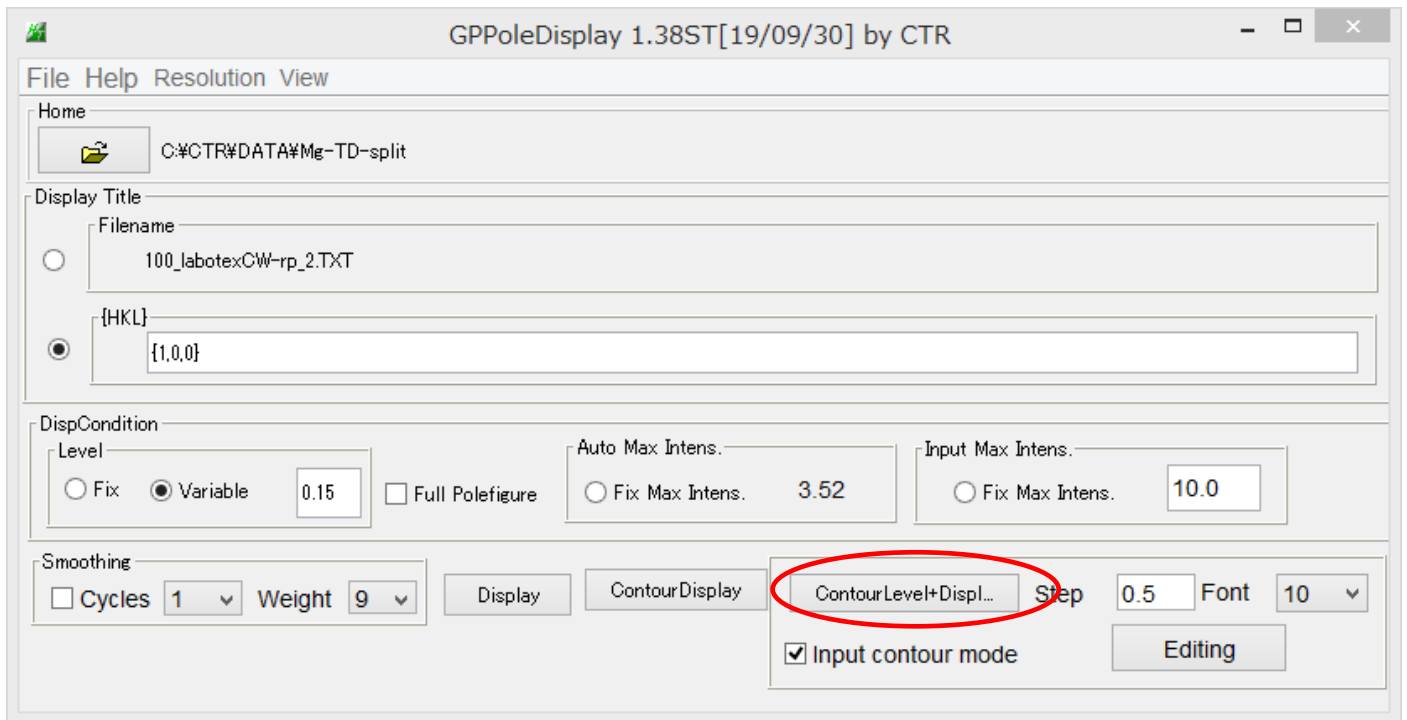 GPPoleDisplay 1.38ST[19/09/30] by CTR
File Help Resolution View
Home
C:¥CTR¥DATA¥Mg-TD-split
Display Title
Filename
100_labotexCW-rp_2.TXT
{HKL}
{1,0,0}
DispCondition
Level
Fix Variable 0.15 Full Polefigure
Auto Max Intens.
Fix Max Intens. 3.52
Input Max Intens.
Fix Max Intens. 10.0
Smoothing
Cycles 1 Weight 9
Display ContourDisplay ContourLevel+Displ... Step 0.5 Font 10
Input contour mode Editing